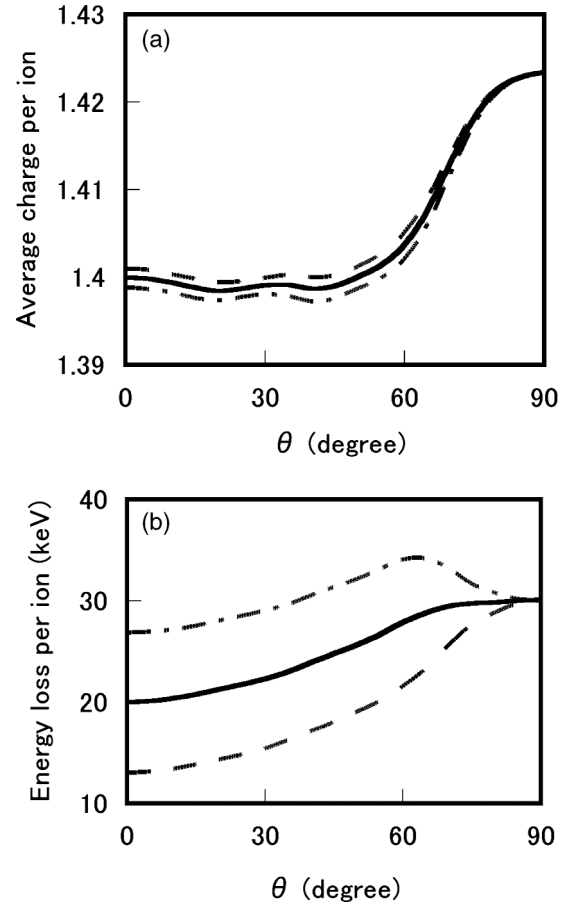 (a)
Average charge per ion
1.43
1.42
1.41
1.4
1.39
0 30 60 90
θ (degree)
(b)
Energy loss per ion (keV)
40
30
20
10
0 30 60 90
θ (degree)